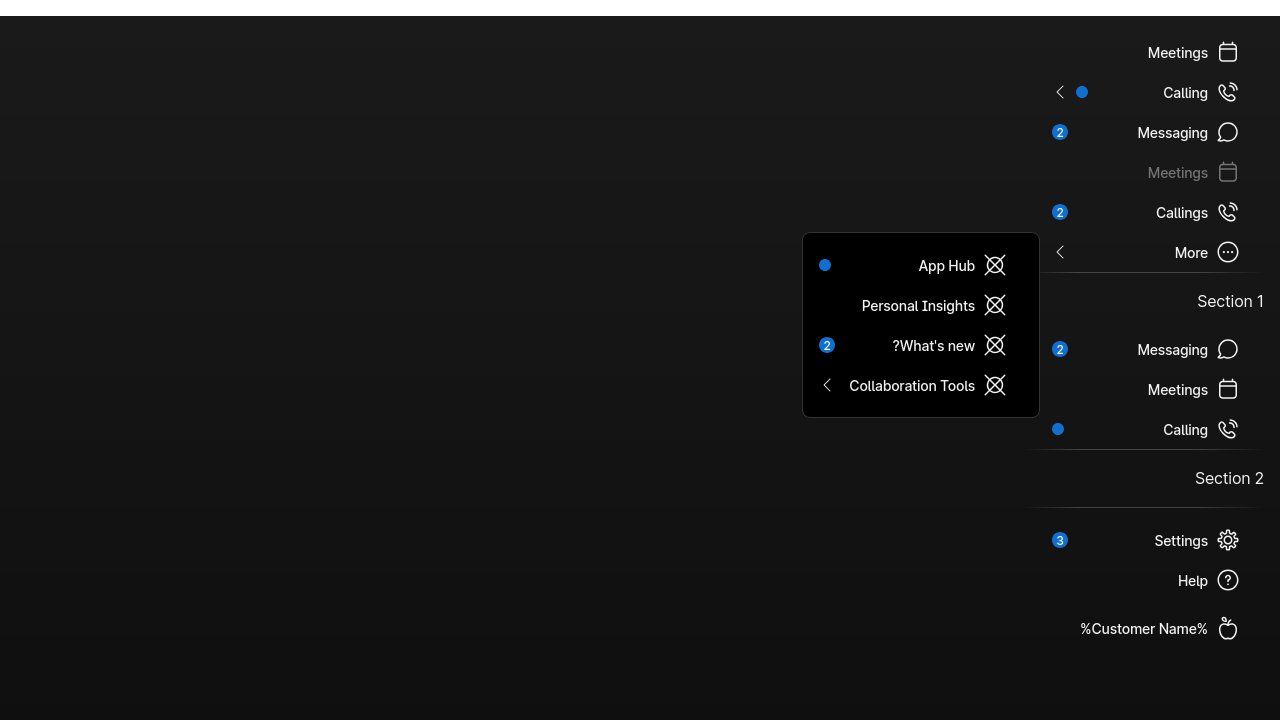 Meetings
Calling
2 Messaging
Meetings
2 Callings
More
App Hub
Personal Insights
2 ?What's new
Collaboration Tools
Section 1
2 Messaging
Meetings
Calling
Section 2
3 Settings
Help
%Customer Name%